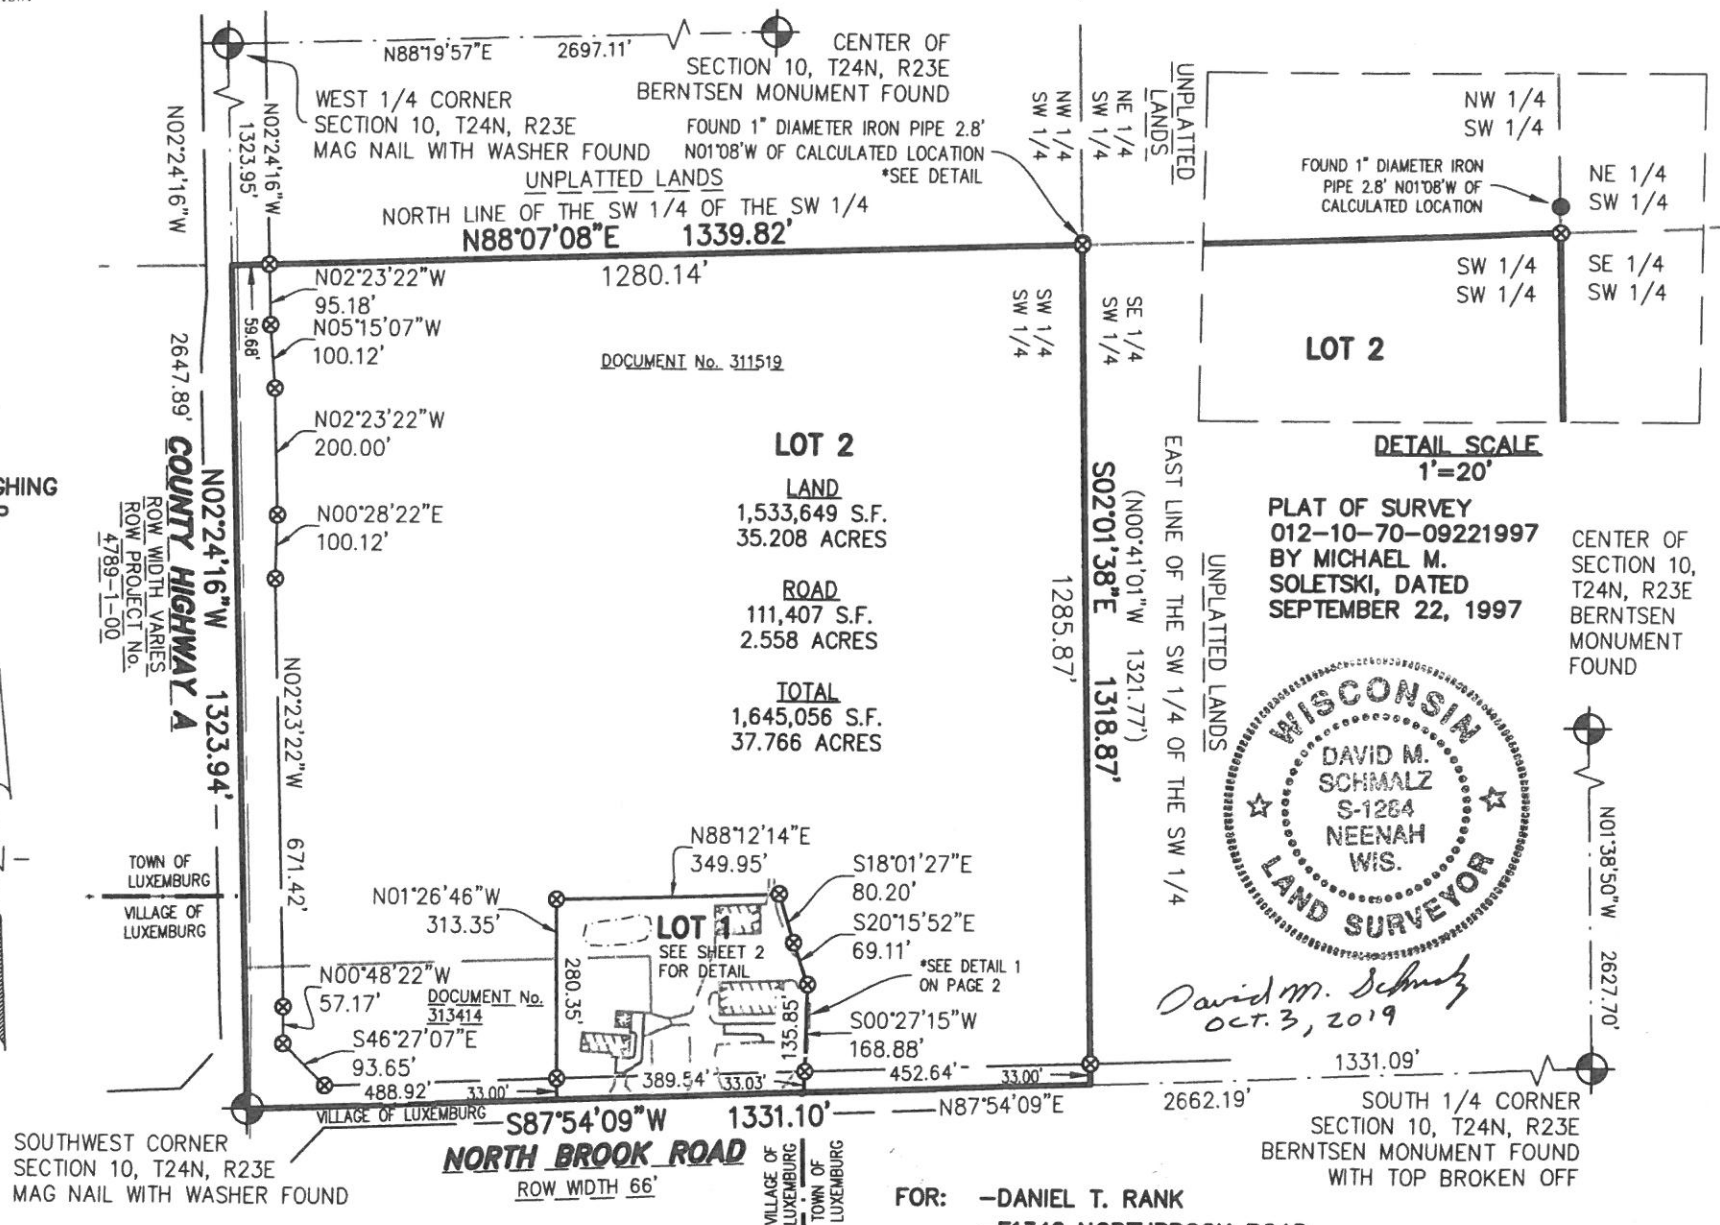 N88°19'57"E 2697.11'
CENTER OF
SECTION 10, T24N, R23E
BERNTSEN MONUMENT FOUND
WEST 1/4 CORNER
SECTION 10, T24N, R23E
MAG NAIL WITH WASHER FOUND
FOUND 1" DIAMETER IRON PIPE 2.8'
N01°08'W OF CALCULATED LOCATION
*SEE DETAIL
UNPLATTED LANDS
NORTH LINE OF THE SW 1/4 OF THE SW 1/4
N88°07'08"E 1339.82'
1280.14'
N02°24'16"W
1323.95'
N02°24'16"W 2647.89'
NW 1/4
SW 1/4
NE 1/4
SW 1/4
UNPLATTED
LANDS
NW 1/4
SW 1/4
FOUND 1" DIAMETER IRON
PIPE 2.8' N01°08'W OF
CALCULATED LOCATION
NE 1/4
SW 1/4
SW 1/4
SW 1/4
SE 1/4
SW 1/4
LOT 2
DETAIL SCALE
1'=20'
59.68'
N02°23'22"W
95.18'
N05°15'07"W
100.12'
N02°23'22"W
200.00'
N00°28'22"E
100.12'
N02°23'22"W 671.42'
DOCUMENT No. 311519
SW 1/4
SW 1/4
SE 1/4
SW 1/4
LOT 2
LAND
1,533,649 S.F.
35.208 ACRES
ROAD
111,407 S.F.
2.558 ACRES
TOTAL
1,645,056 S.F.
37.766 ACRES
GHING
N02°24'16"W 1323.94'
COUNTY HIGHWAY A
ROW WIDTH VARIES
ROW PROJECT No.
4789-1-00
S02°01'38"E 1318.87'
(N00°41'01"W 1321.77')
1285.87'
EAST LINE OF THE SW 1/4 OF THE SW 1/4
UNPLATTED LANDS
PLAT OF SURVEY
012-10-70-09221997
BY MICHAEL M.
SOLETSKI, DATED
SEPTEMBER 22, 1997
CENTER OF
SECTION 10,
T24N, R23E
BERNTSEN
MONUMENT
FOUND
WISCONSIN
DAVID M.
SCHMALZ
S-1284
NEENAH
WIS.
LAND SURVEYOR
David M. Schmalz
OCT. 3, 2019
N01°38'50"W 2627.70'
TOWN OF
LUXEMBURG
VILLAGE OF
LUXEMBURG
N88°12'14"E
349.95'
N01°26'46"W
313.35'
280.35'
LOT 1
SEE SHEET 2
FOR DETAIL
S18°01'27"E
80.20'
S20°15'52"E
69.11'
*SEE DETAIL 1
ON PAGE 2
S00°27'15"W
168.88'
135.85'
N00°48'22"W
57.17'
DOCUMENT No.
313414
S46°27'07"E
93.65'
488.92' 33.00' 389.54' 33.03' 452.64' 33.00'
1331.09'
VILLAGE OF LUXEMBURG
S87°54'09"W 1331.10'
N87°54'09"E 2662.19'
NORTH BROOK ROAD
ROW WIDTH 66'
VILLAGE OF
LUXEMBURG
TOWN OF
LUXEMBURG
SOUTHWEST CORNER
SECTION 10, T24N, R23E
MAG NAIL WITH WASHER FOUND
SOUTH 1/4 CORNER
SECTION 10, T24N, R23E
BERNTSEN MONUMENT FOUND
WITH TOP BROKEN OFF
FOR: -DANIEL T. RANK